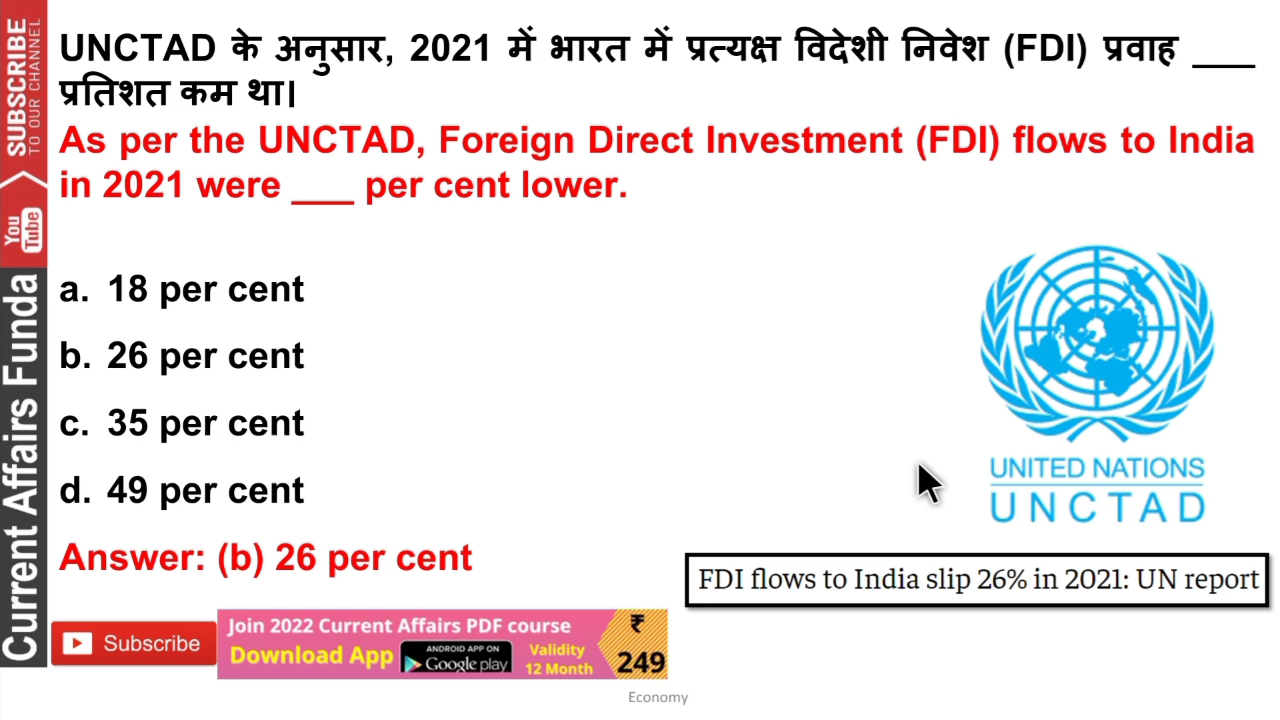 UNCTAD के अनुसार, 2021 में भारत में प्रत्यक्ष विदेशी निवेश (FDI) प्रवाह ___
प्रतिशत कम था।
As per the UNCTAD, Foreign Direct Investment (FDI) flows to India
in 2021 were ___ per cent lower.
a. 18 per cent
b. 26 per cent
c. 35 per cent
d. 49 per cent
Answer: (b) 26 per cent
UNITED NATIONS
UNCTAD
FDI flows to India slip 26% in 2021: UN report
SUBSCRIBE
TO OUR CHANNEL
You
Tube
Current Affairs Funda
Subscribe
Join 2022 Current Affairs PDF course
Download App
ANDROID APP ON
Google play
Validity
12 Month
₹
249
Economy